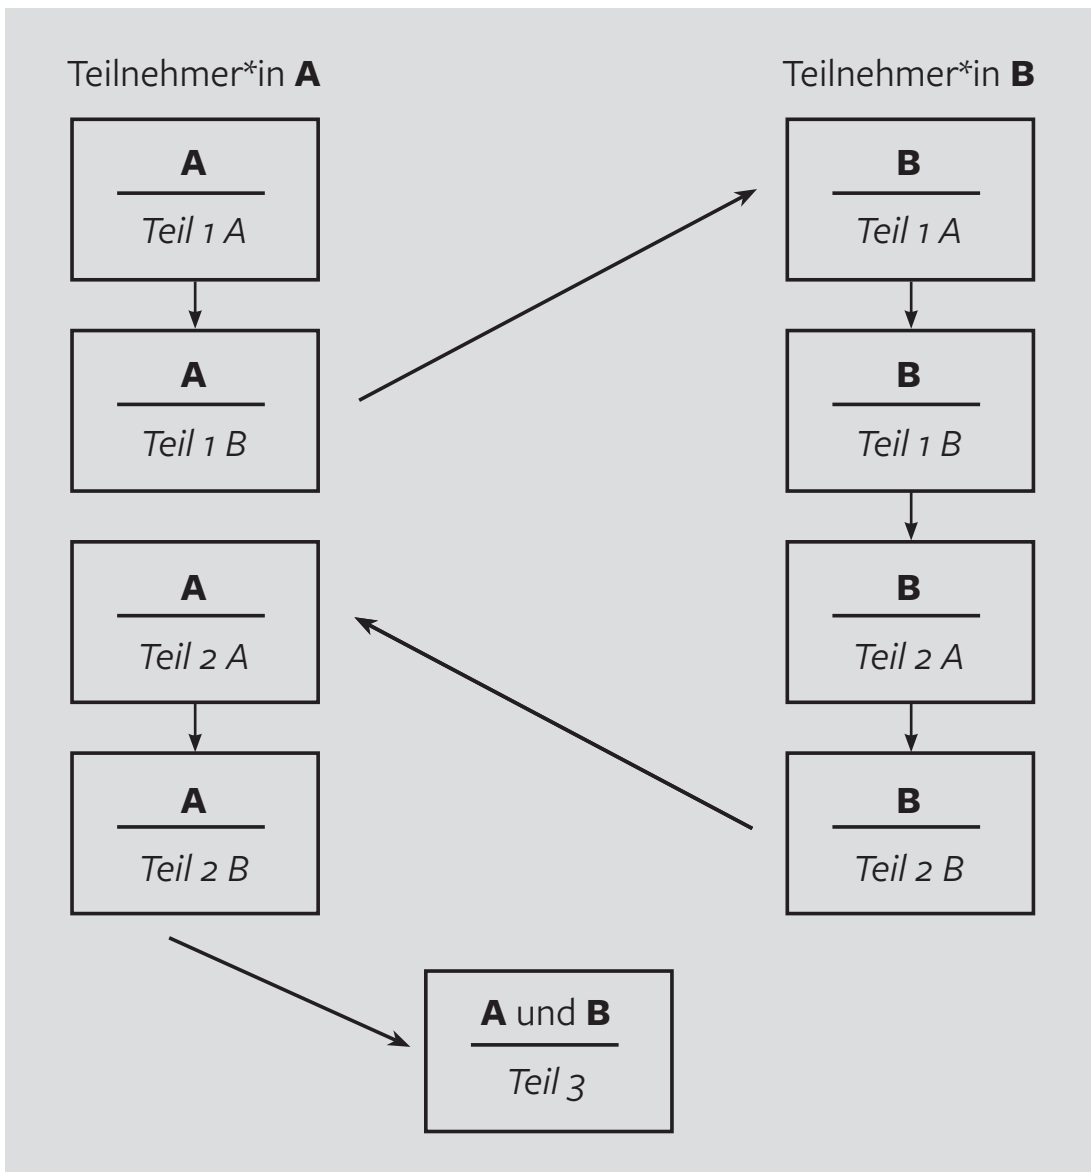 Teilnehmer*in A
A
Teil 1 A
A
Teil 1 B
A
Teil 2 A
A
Teil 2 B
Teilnehmer*in B
B
Teil 1 A
B
Teil 1 B
B
Teil 2 A
B
Teil 2 B
A und B
Teil 3